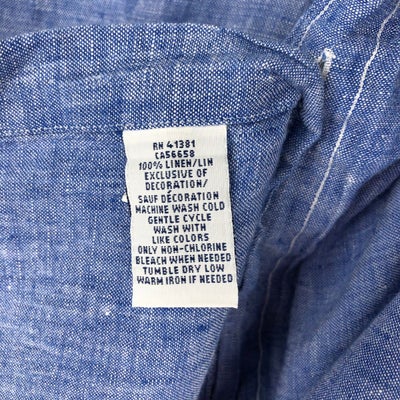 RN 41381
CA56658
100% LINEN/LIN
EXCLUSIVE OF
DECORATION/
SAUF DÉCORATION
MACHINE WASH COLD
GENTLE CYCLE
WASH WITH
LIKE COLORS
ONLY NON-CHLORINE
BLEACH WHEN NEEDED
TUMBLE DRY LOW
WARM IRON IF NEEDED